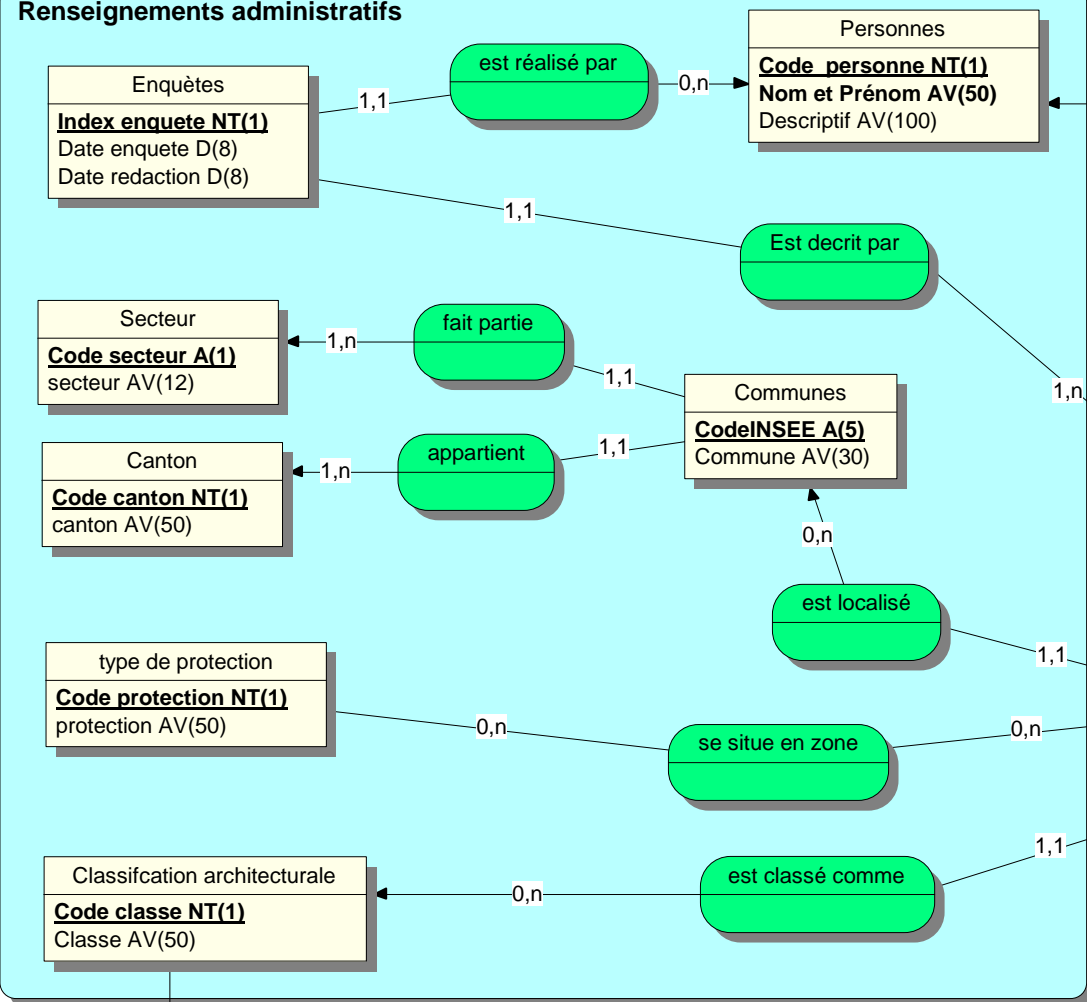 Renseignements administratifs
Personnes
Code personne NT(1)
Nom et Prénom AV(50)
Descriptif AV(100)
est réalisé par
Enquètes
Index enquete NT(1)
Date enquete D(8)
Date redaction D(8)
1,1
0,n
1,1
Est decrit par
1,n
Secteur
Code secteur A(1)
secteur AV(12)
1,n
fait partie
1,1
Communes
CodeINSEE A(5)
Commune AV(30)
Canton
Code canton NT(1)
canton AV(50)
1,n
appartient
1,1
0,n
est localisé
1,1
type de protection
Code protection NT(1)
protection AV(50)
0,n
se situe en zone
0,n
Classifcation architecturale
Code classe NT(1)
Classe AV(50)
0,n
est classé comme
1,1